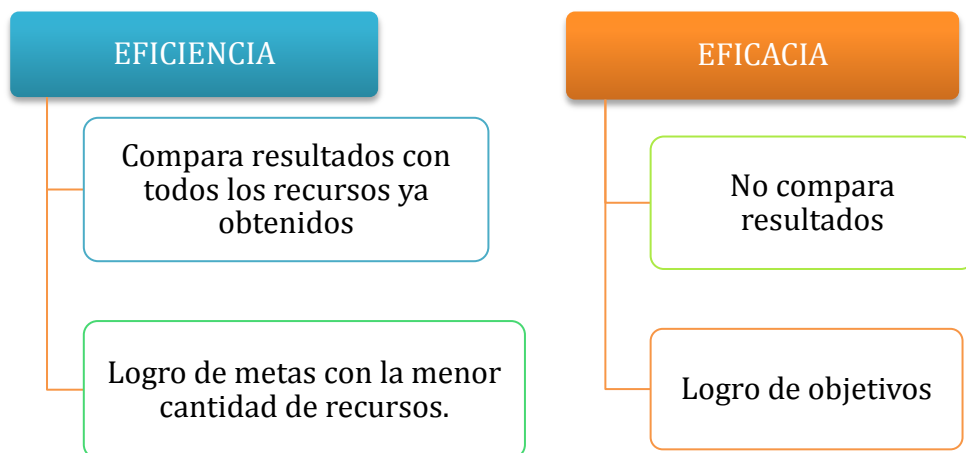 EFICIENCIA
Compara resultados con
todos los recursos ya
obtenidos
Logro de metas con la menor
cantidad de recursos.
EFICACIA
No compara
resultados
Logro de objetivos